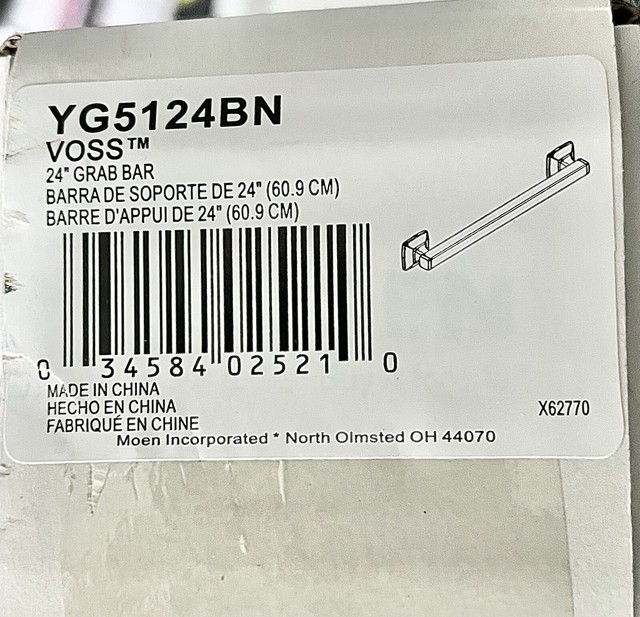 YG5124BN
VOSS™
24" GRAB BAR
BARRA DE SOPORTE DE 24" (60.9 CM)
BARRE D'APPUI DE 24" (60.9 CM)
0 34584 02521 0
MADE IN CHINA
HECHO EN CHINA
FABRIQUÉ EN CHINE
X62770
Moen Incorporated * North Olmsted OH 44070